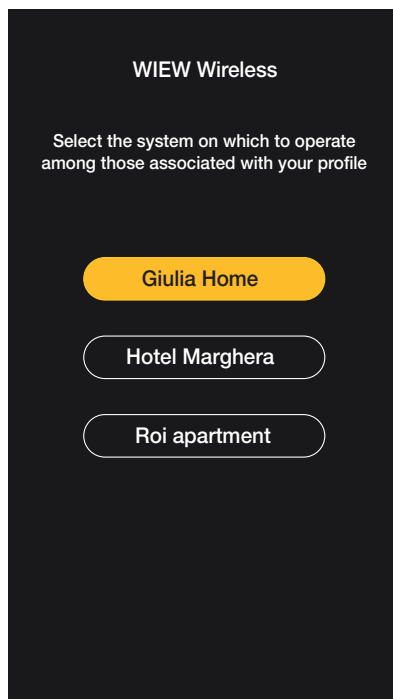 WIEW Wireless
Select the system on which to operate
among those associated with your profile
Giulia Home
Hotel Marghera
Roi apartment